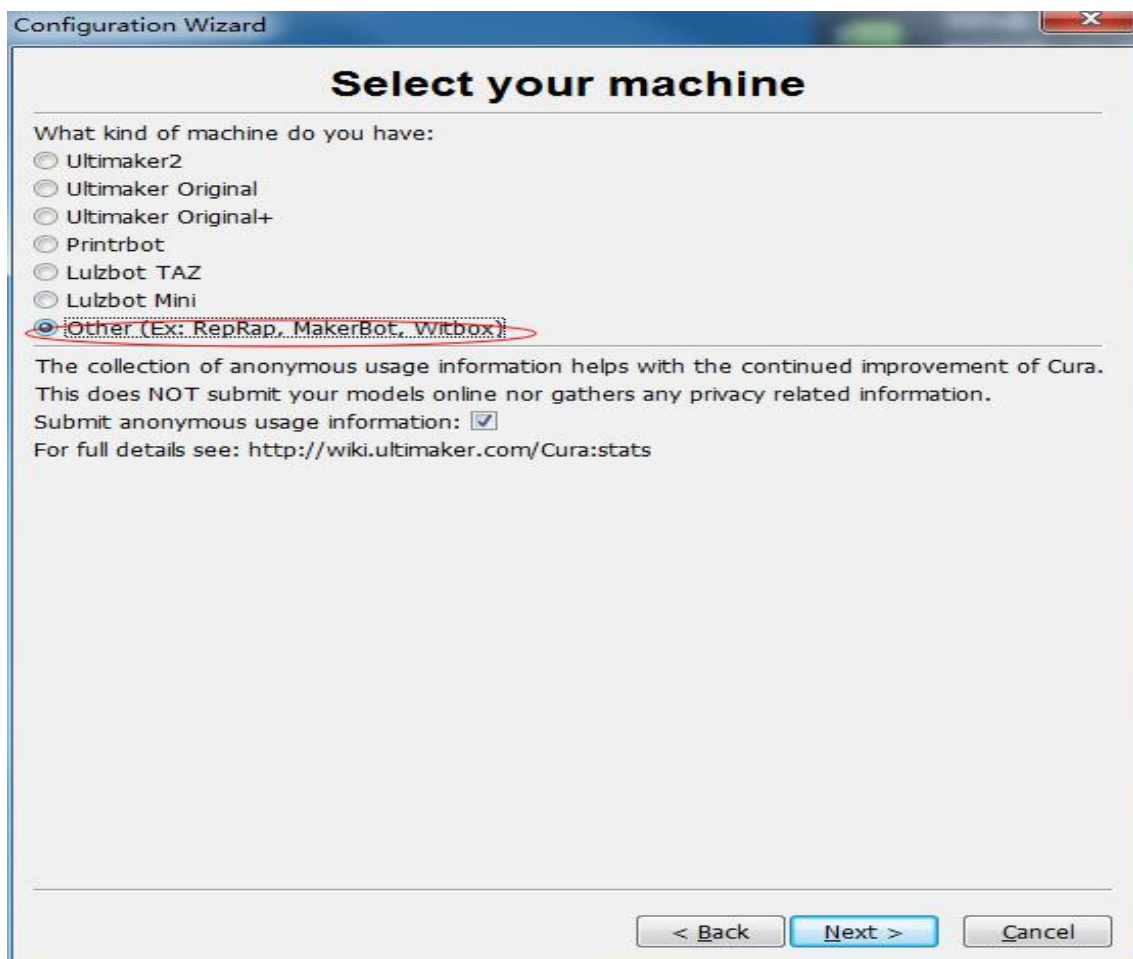 Configuration Wizard
Select your machine
What kind of machine do you have:
Ultimaker2
Ultimaker Original
Ultimaker Original+
Printrbot
Lulzbot TAZ
Lulzbot Mini
Other (Ex: RepRap, MakerBot, Witbox)
The collection of anonymous usage information helps with the continued improvement of Cura.
This does NOT submit your models online nor gathers any privacy related information.
Submit anonymous usage information:
For full details see: http://wiki.ultimaker.com/Cura:stats
< Back Next > Cancel